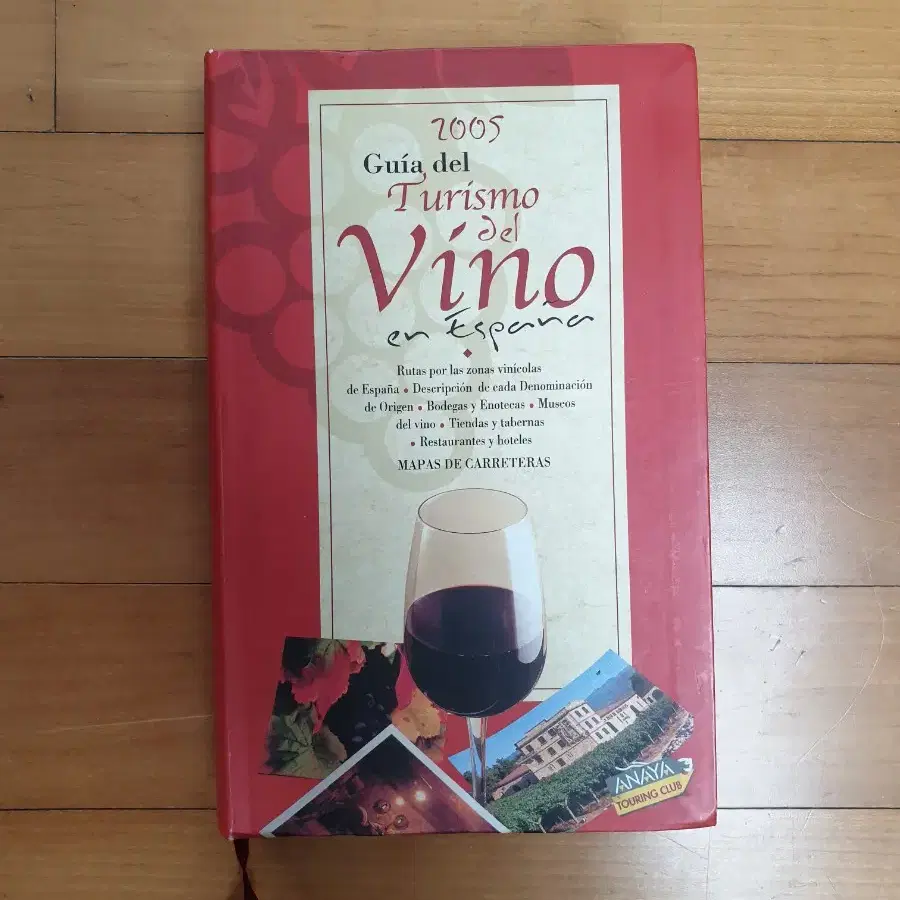 2005
Guía del
Turismo
del
Vino
en España
Rutas por las zonas vinícolas
de España • Descripción de cada Denominación
de Origen • Bodegas y Enotecas • Museos
del vino • Tiendas y tabernas
• Restaurantes y hoteles
MAPAS DE CARRETERAS
ANAYA
TOURING CLUB